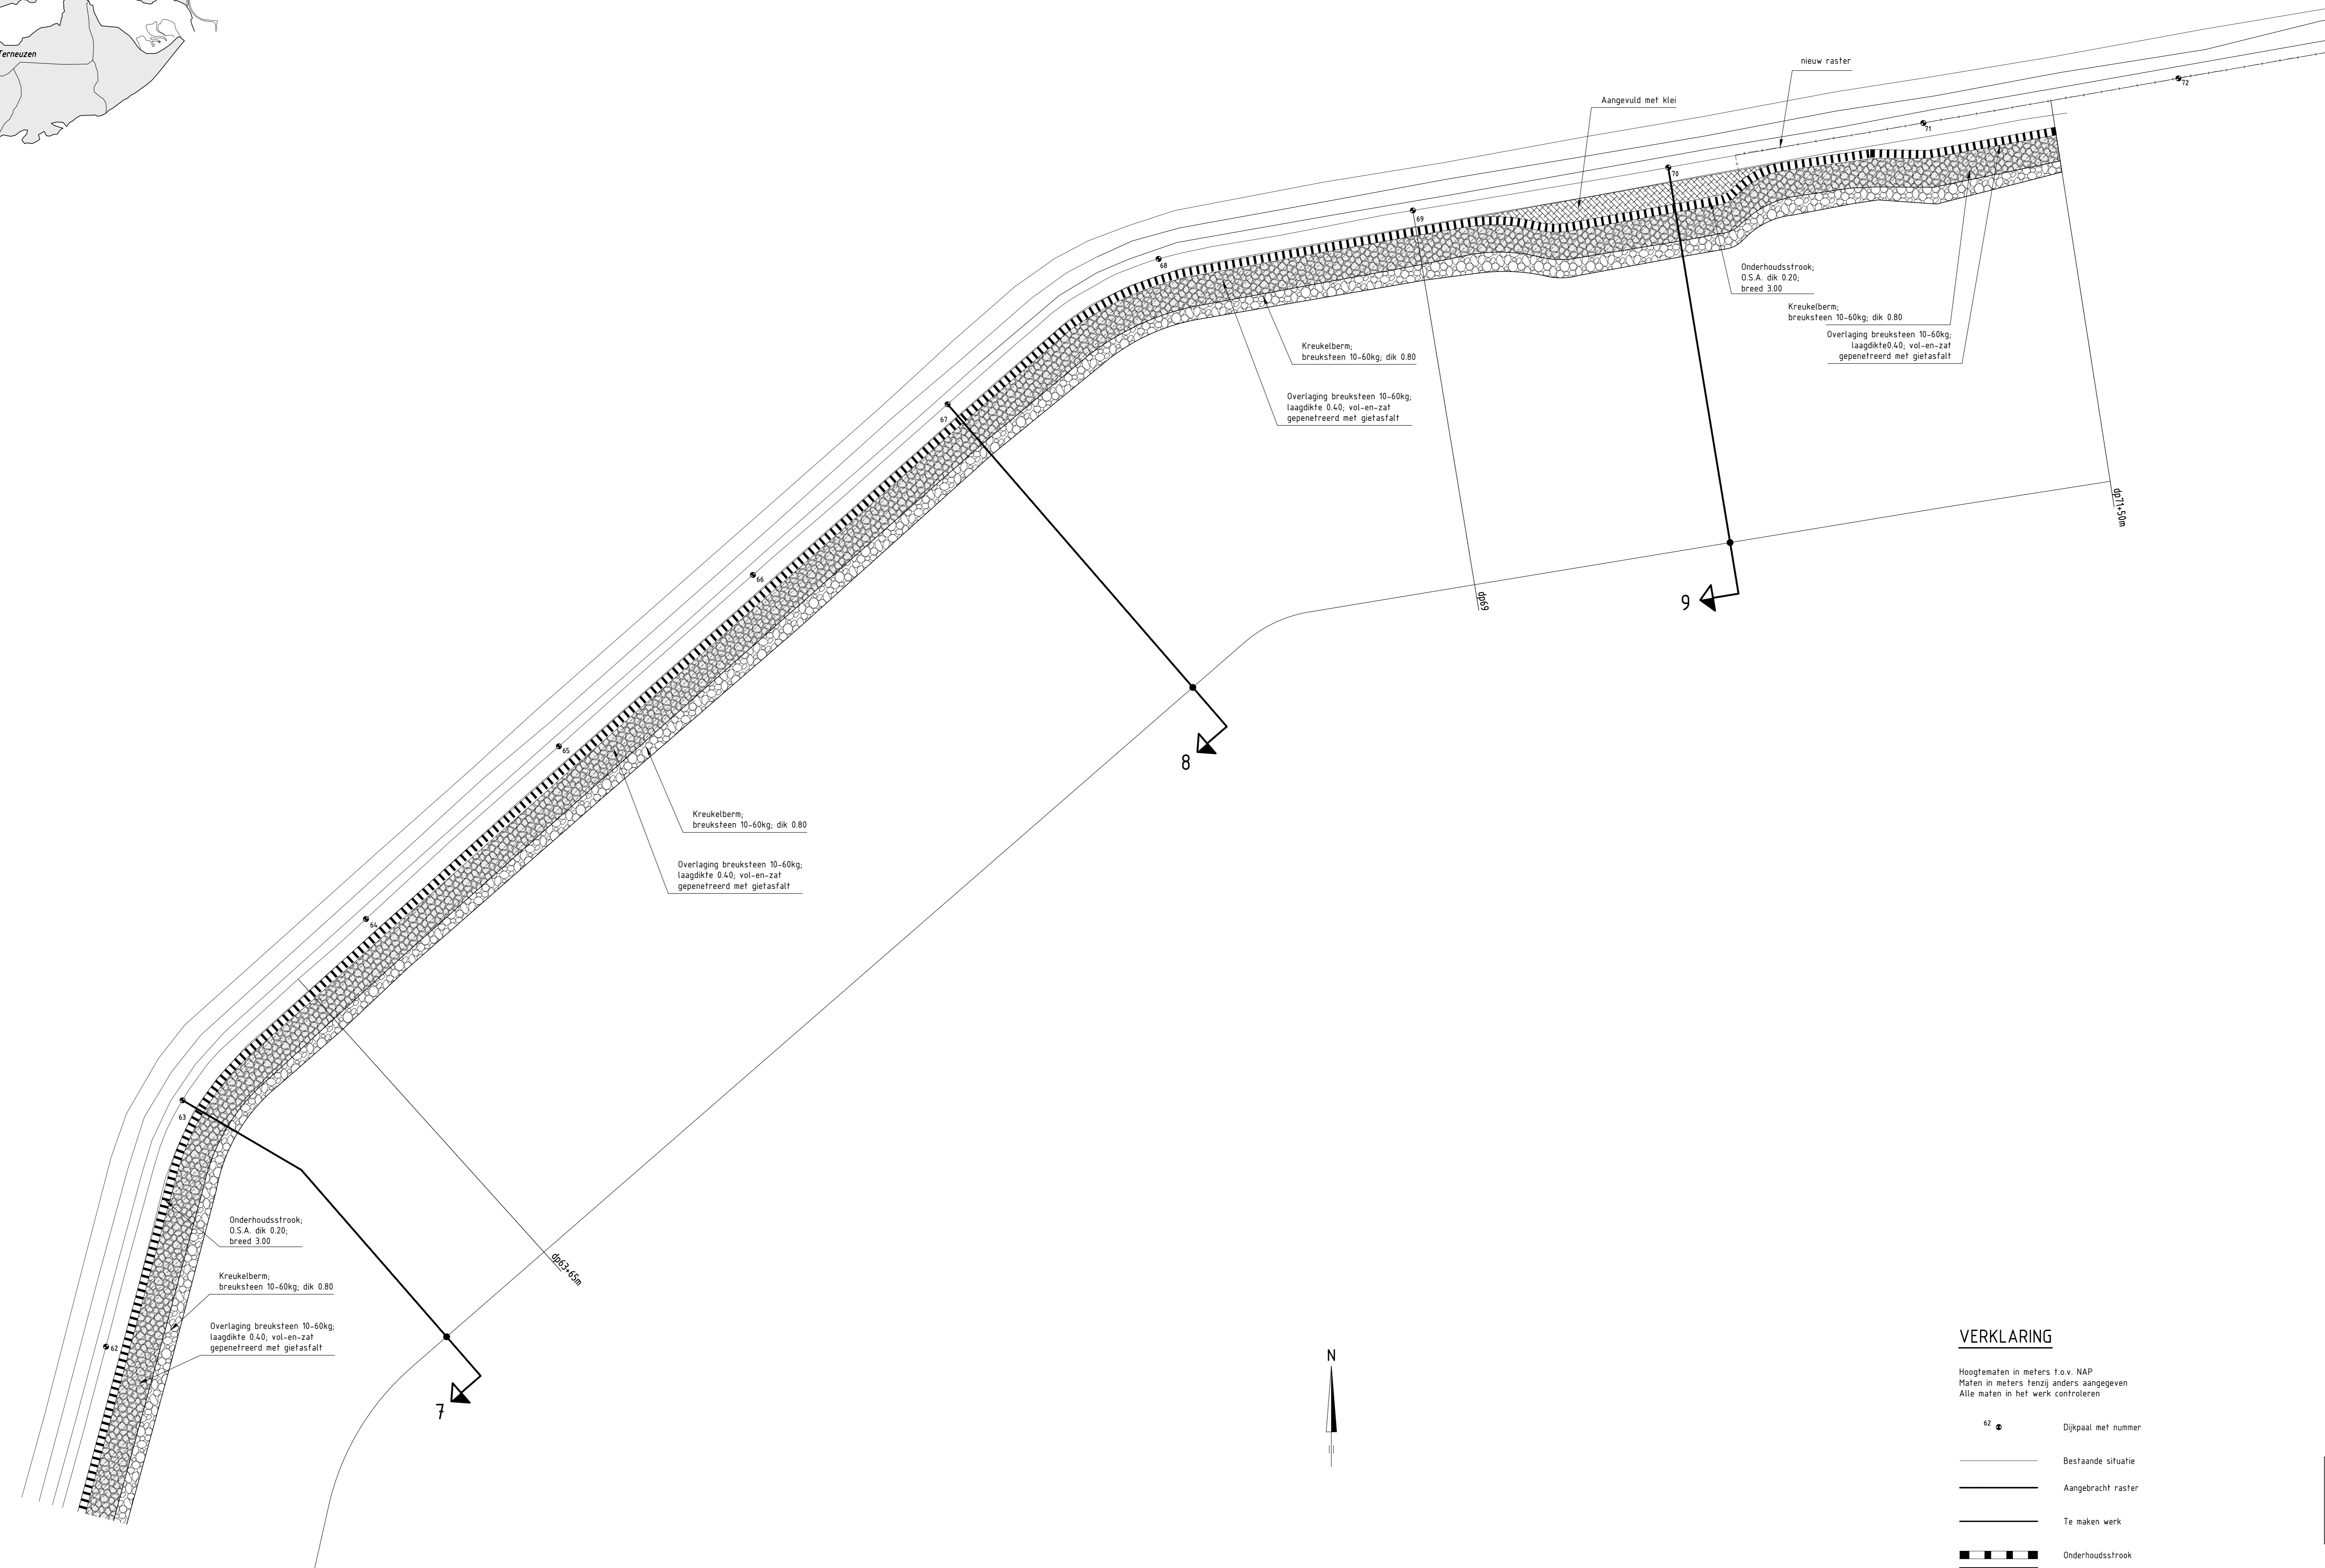 Terneuzen
nieuw raster
Aangevuld met klei
72
71
70
69
68
67
66
65
64
63
62
Onderhoudsstrook;
O.S.A. dik 0.20;
breed 3.00
Kreukelberm;
breuksteen 10-60kg; dik 0.80
Overlaging breuksteen 10-60kg;
laagdikte0.40; vol-en-zat
gepenetreerd met gietasfalt
Kreukelberm;
breuksteen 10-60kg; dik 0.80
Overlaging breuksteen 10-60kg;
laagdikte 0.40; vol-en-zat
gepenetreerd met gietasfalt
dp71+50m
dp69
9
8
Kreukelberm;
breuksteen 10-60kg; dik 0.80
Overlaging breuksteen 10-60kg;
laagdikte 0.40; vol-en-zat
gepenetreerd met gietasfalt
dp63+65m
Onderhoudsstrook;
O.S.A. dik 0.20;
breed 3.00
Kreukelberm;
breuksteen 10-60kg; dik 0.80
Overlaging breuksteen 10-60kg;
laagdikte 0.40; vol-en-zat
gepenetreerd met gietasfalt
7
N
VERKLARING
Hoogtematen in meters t.o.v. NAP
Maten in meters tenzij anders aangegeven
Alle maten in het werk controleren
62 Dijkpaal met nummer
Bestaande situatie
Aangebracht raster
Te maken werk
Onderhoudsstrook